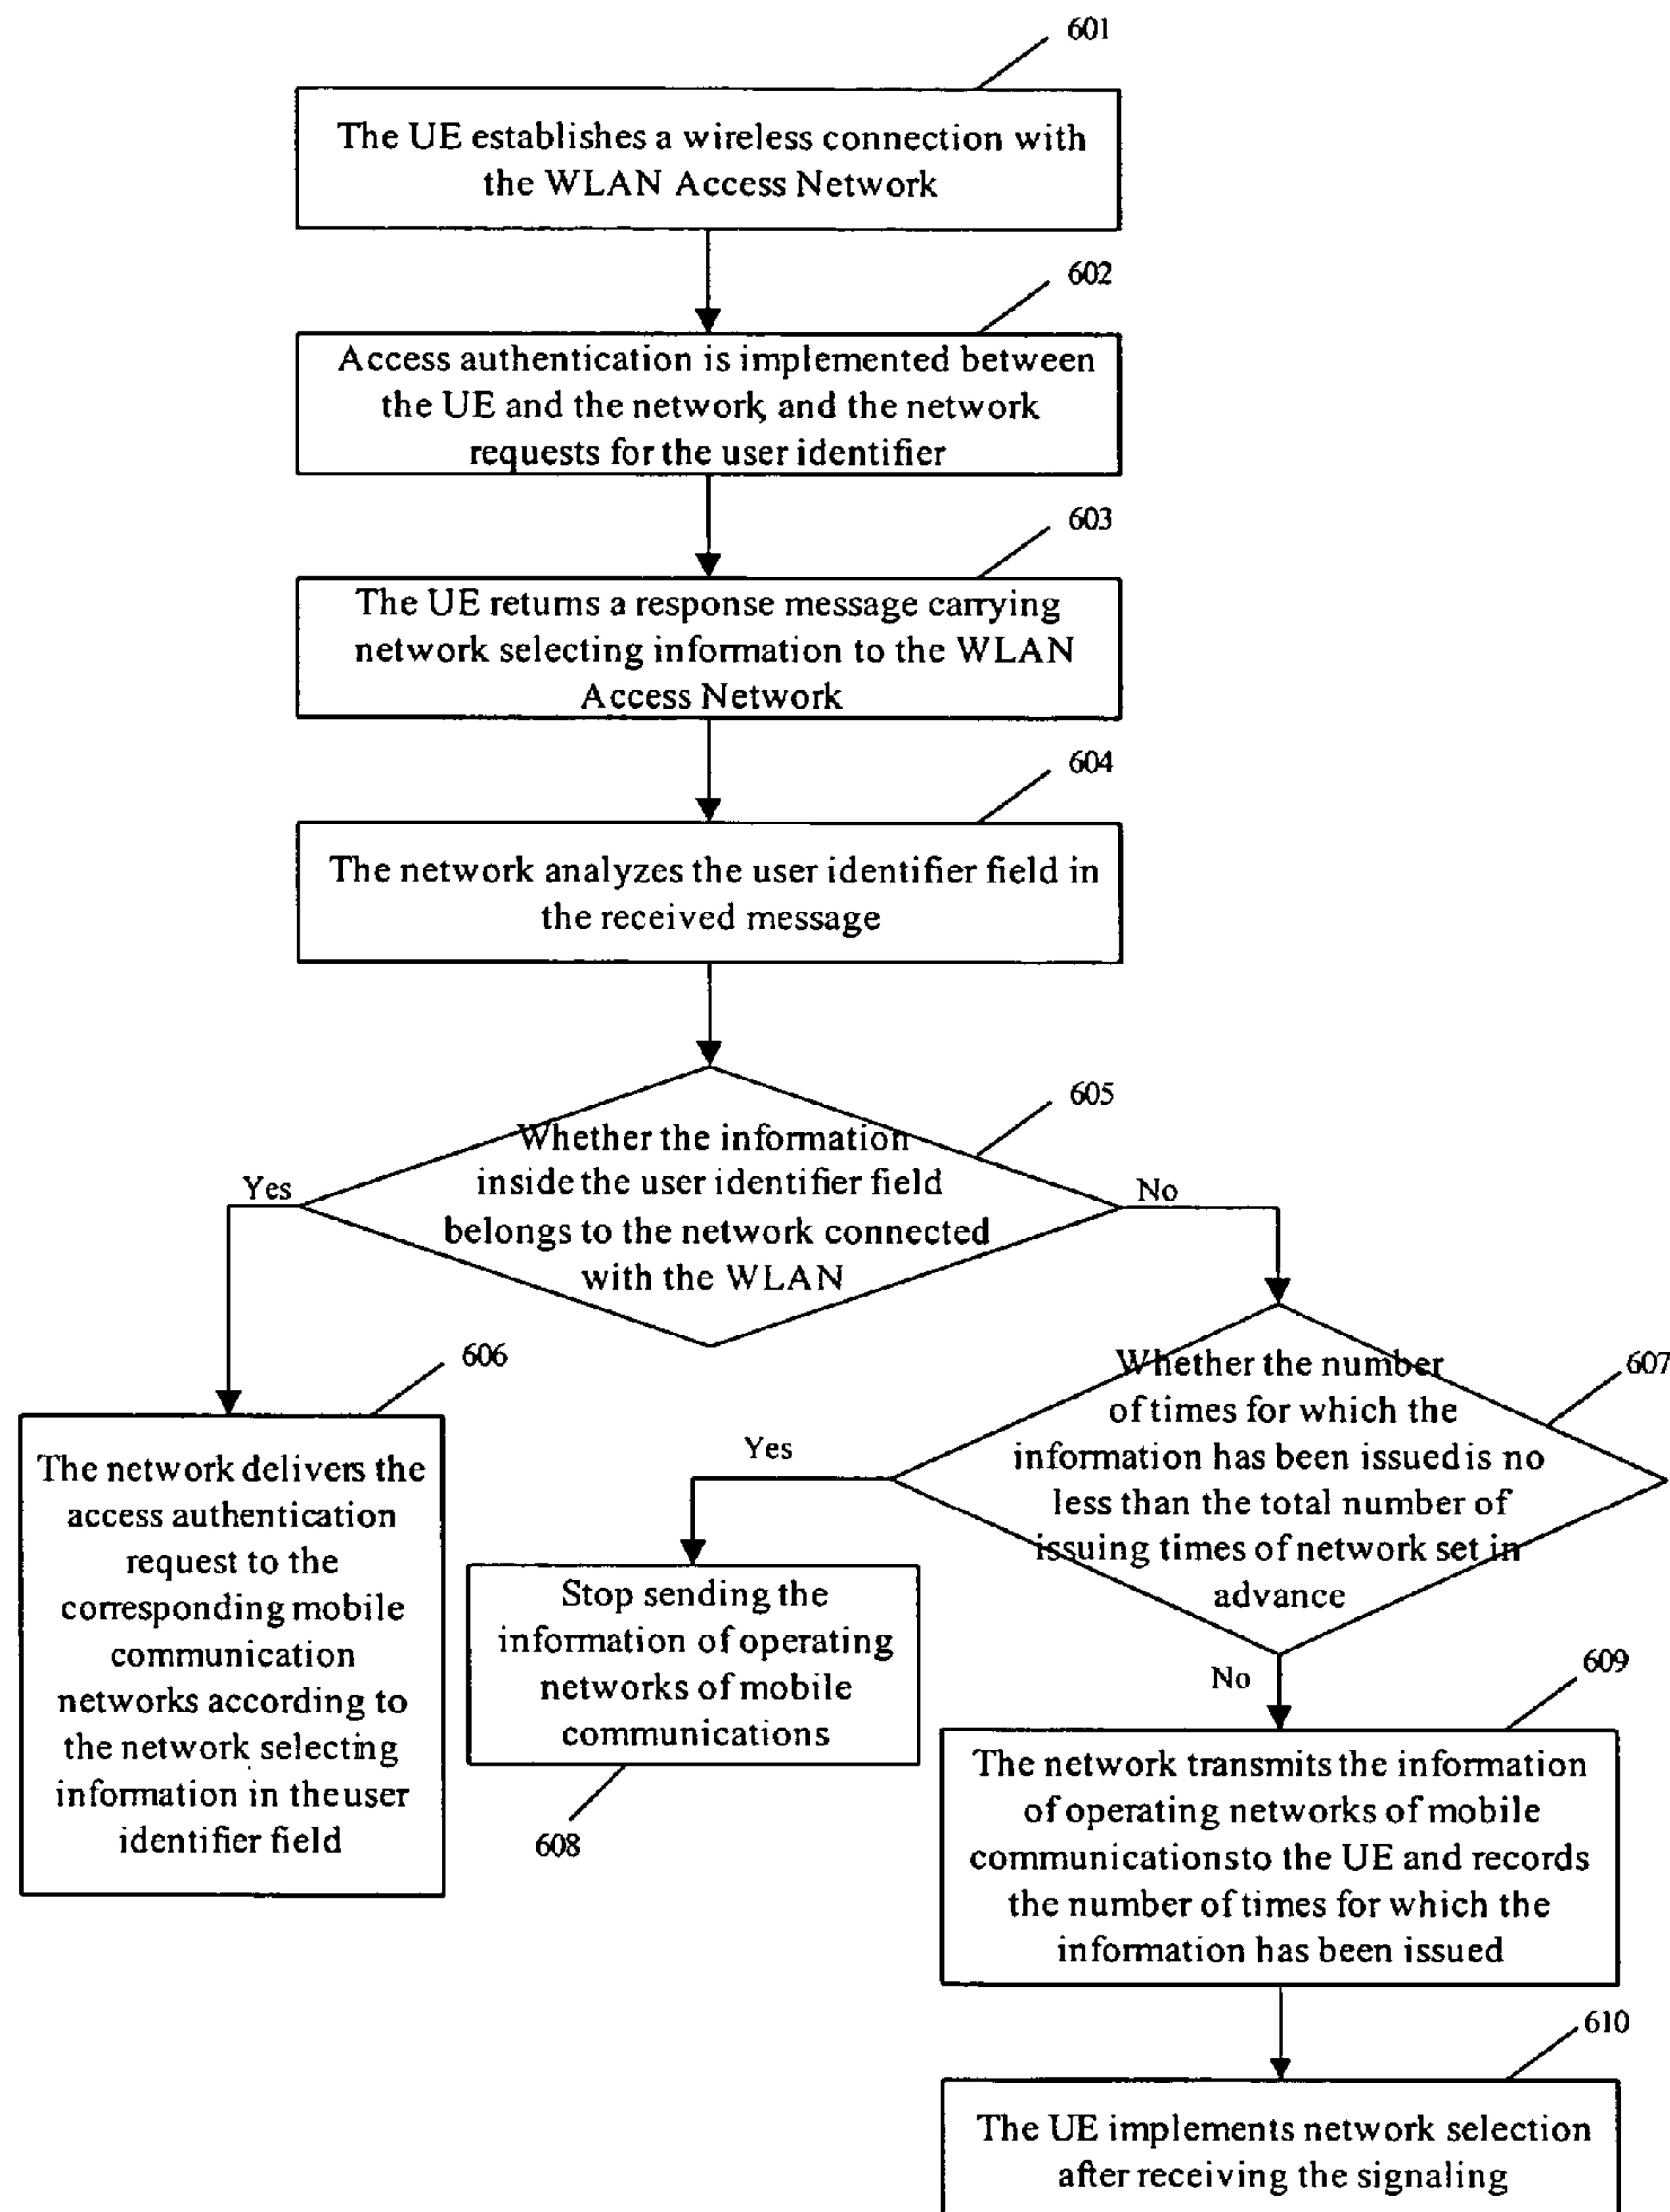 601
The UE establishes a wireless connection with
the WLAN Access Network
602
Access authentication is implemented between
the UE and the network, and the network
requests for the user identifier
603
The UE returns a response message carrying
network selecting information to the WLAN
Access Network
604
The network analyzes the user identifier field in
the received message
605
Whether the information
inside the user identifier field
belongs to the network connected
with the WLAN
Yes
No
606
The network delivers the
access authentication
request to the
corresponding mobile
communication
networks according to
the network selecting
information in the user
identifier field
607
Whether the number
of times for which the
information has been issued is no
less than the total number of
issuing times of network set in
advance
Yes
No
Stop sending the
information of operating
networks of mobile
communications
608
609
The network transmits the information
of operating networks of mobile
communications to the UE and records
the number of times for which the
information has been issued
610
The UE implements network selection
after receiving the signaling